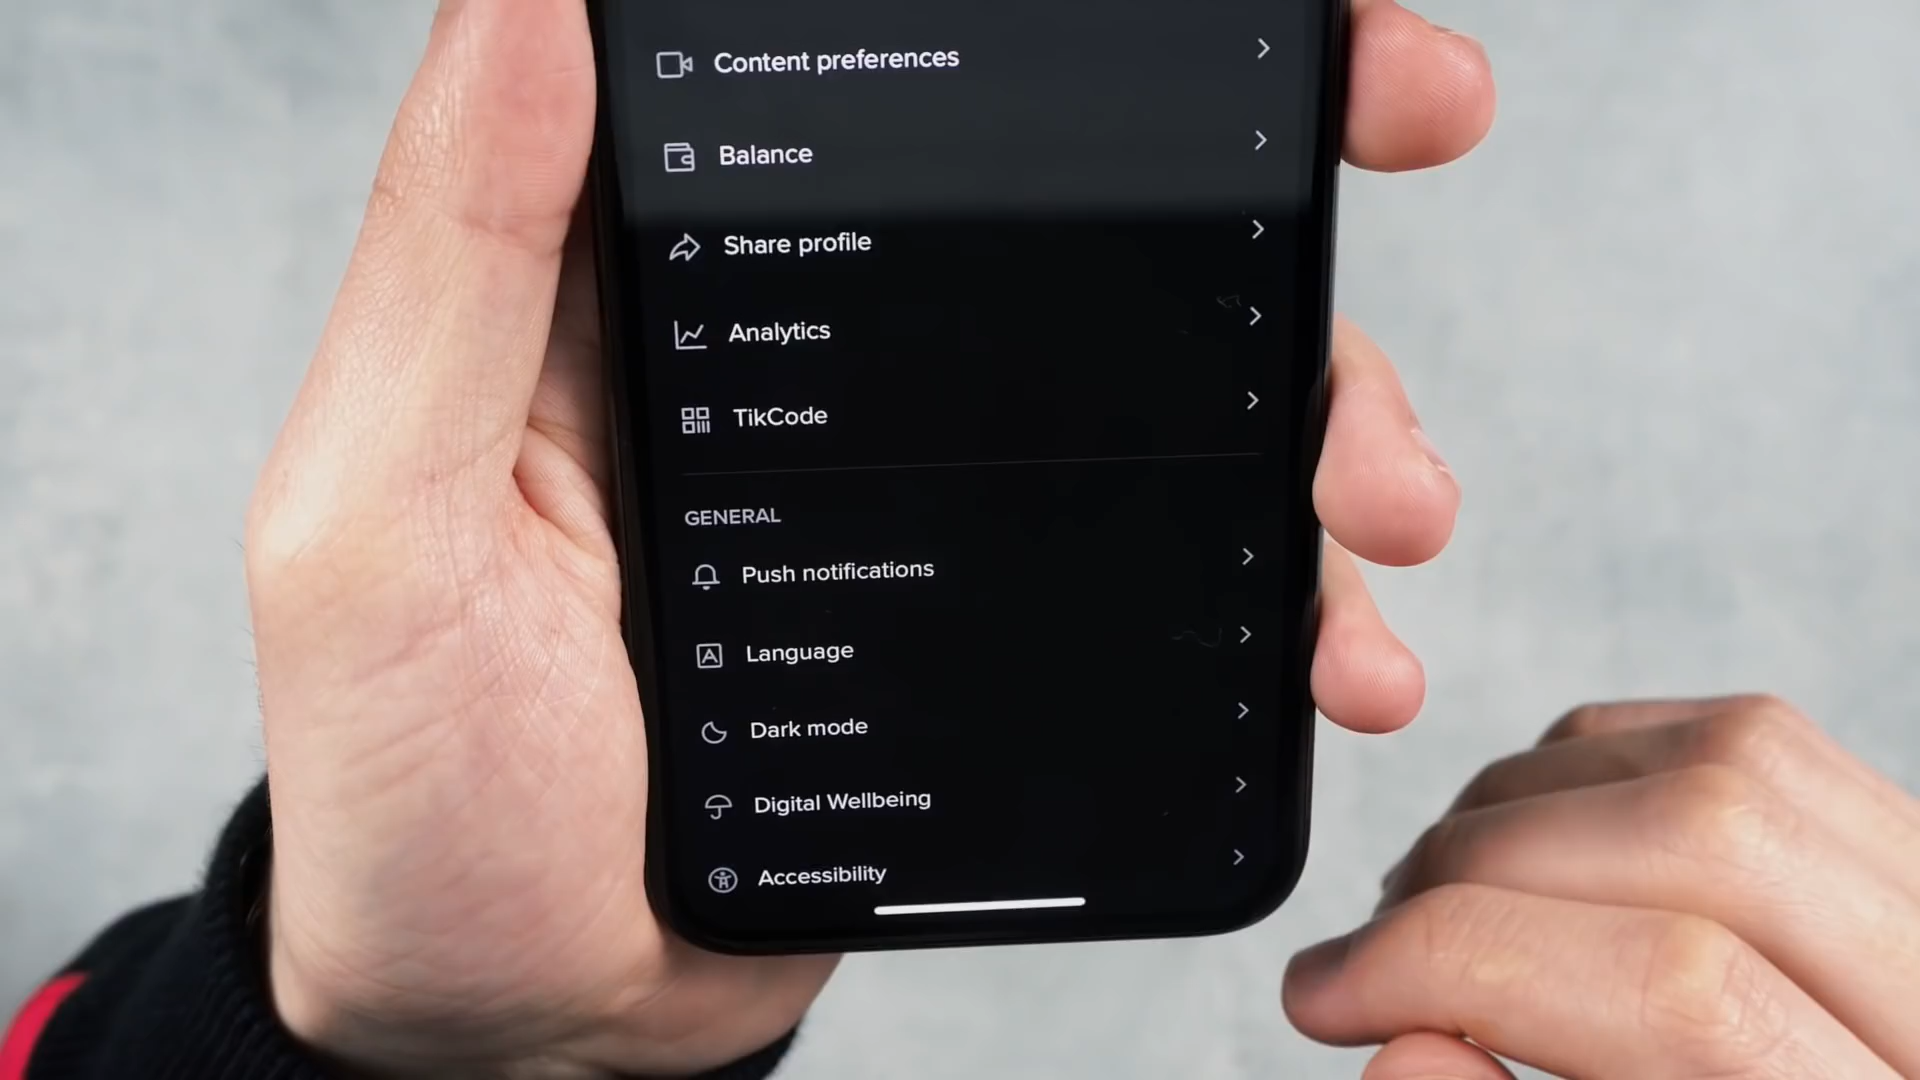 Content preferences
Balance
Share profile
Analytics
TikCode
GENERAL
Push notifications
Language
Dark mode
Digital Wellbeing
Accessibility